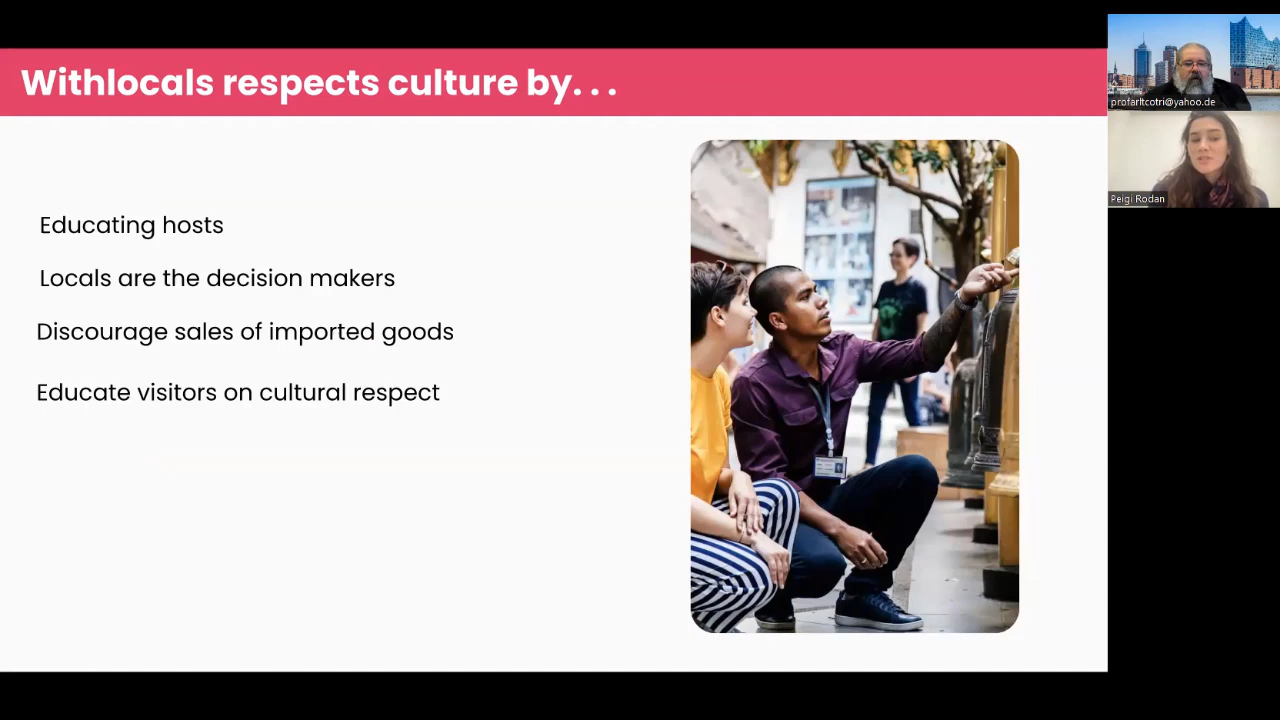 Withlocals respects culture by. . .
Educating hosts
Locals are the decision makers
Discourage sales of imported goods
Educate visitors on cultural respect
profarltcotri@yahoo.de
Peigi Rodan